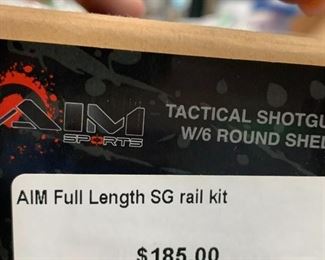 AIM
SPORTS
TACTICAL SHOTGU
W/6 ROUND SHEL
AIM Full Length SG rail kit
$185.00